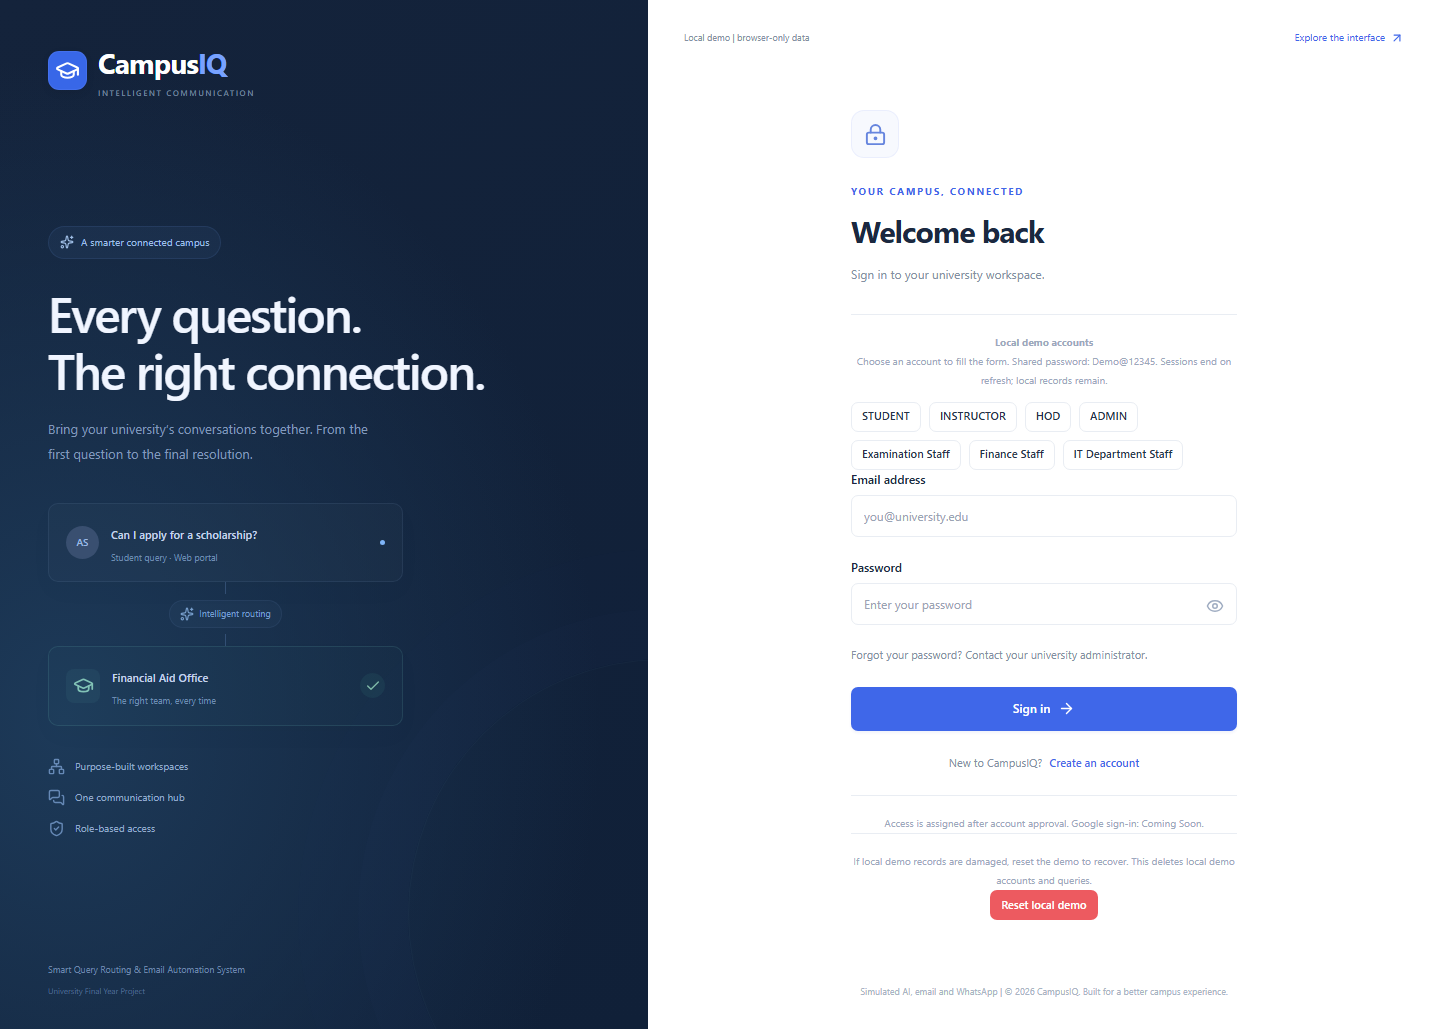 CampusIQ
INTELLIGENT COMMUNICATION
A smarter connected campus
Every question.
The right connection.
Bring your university's conversations together. From the
first question to the final resolution.
AS
Can I apply for a scholarship?
Student query · Web portal
Intelligent routing
Financial Aid Office
The right team, every time
Purpose-built workspaces
One communication hub
Role-based access
Smart Query Routing & Email Automation System
University Final Year Project
Local demo | browser-only data
Explore the interface
YOUR CAMPUS, CONNECTED
Welcome back
Sign in to your university workspace.
Local demo accounts
Choose an account to fill the form. Shared password: Demo@12345. Sessions end on
refresh; local records remain.
STUDENT INSTRUCTOR HOD ADMIN
Examination Staff Finance Staff IT Department Staff
Email address
you@university.edu
Password
Enter your password
Forgot your password? Contact your university administrator.
Sign in
New to CampusIQ? Create an account
Access is assigned after account approval. Google sign-in: Coming Soon.
If local demo records are damaged, reset the demo to recover. This deletes local demo
accounts and queries.
Reset local demo
Simulated AI, email and WhatsApp | © 2026 CampusIQ. Built for a better campus experience.